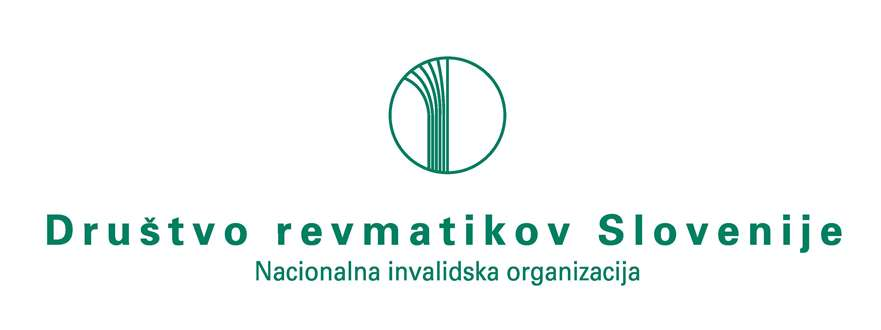 Društvo revmatikov Slovenije
Nacionalna invalidska organizacija